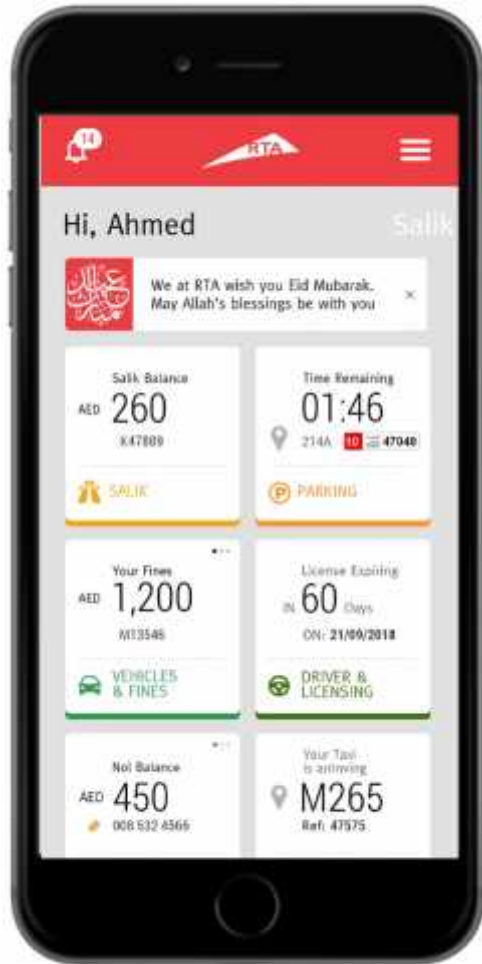 14
RTA
Hi, Ahmed
Salik
عيد مبارك
We at RTA wish you Eid Mubarak.
May Allah's blessings be with you
×
Salik Balance
AED 260
K47809
SALIK
Time Remaining
01:46
214A 10 47040
P PARKING
Your Fines
AED 1,200
M13546
VEHICLES
& FINES
License Expiring
IN 60 Days
ON: 21/09/2018
DRIVER &
LICENSING
Nol Balance
AED 450
008 532 4566
Your Taxi
is arriving
M265
Ref: 47575